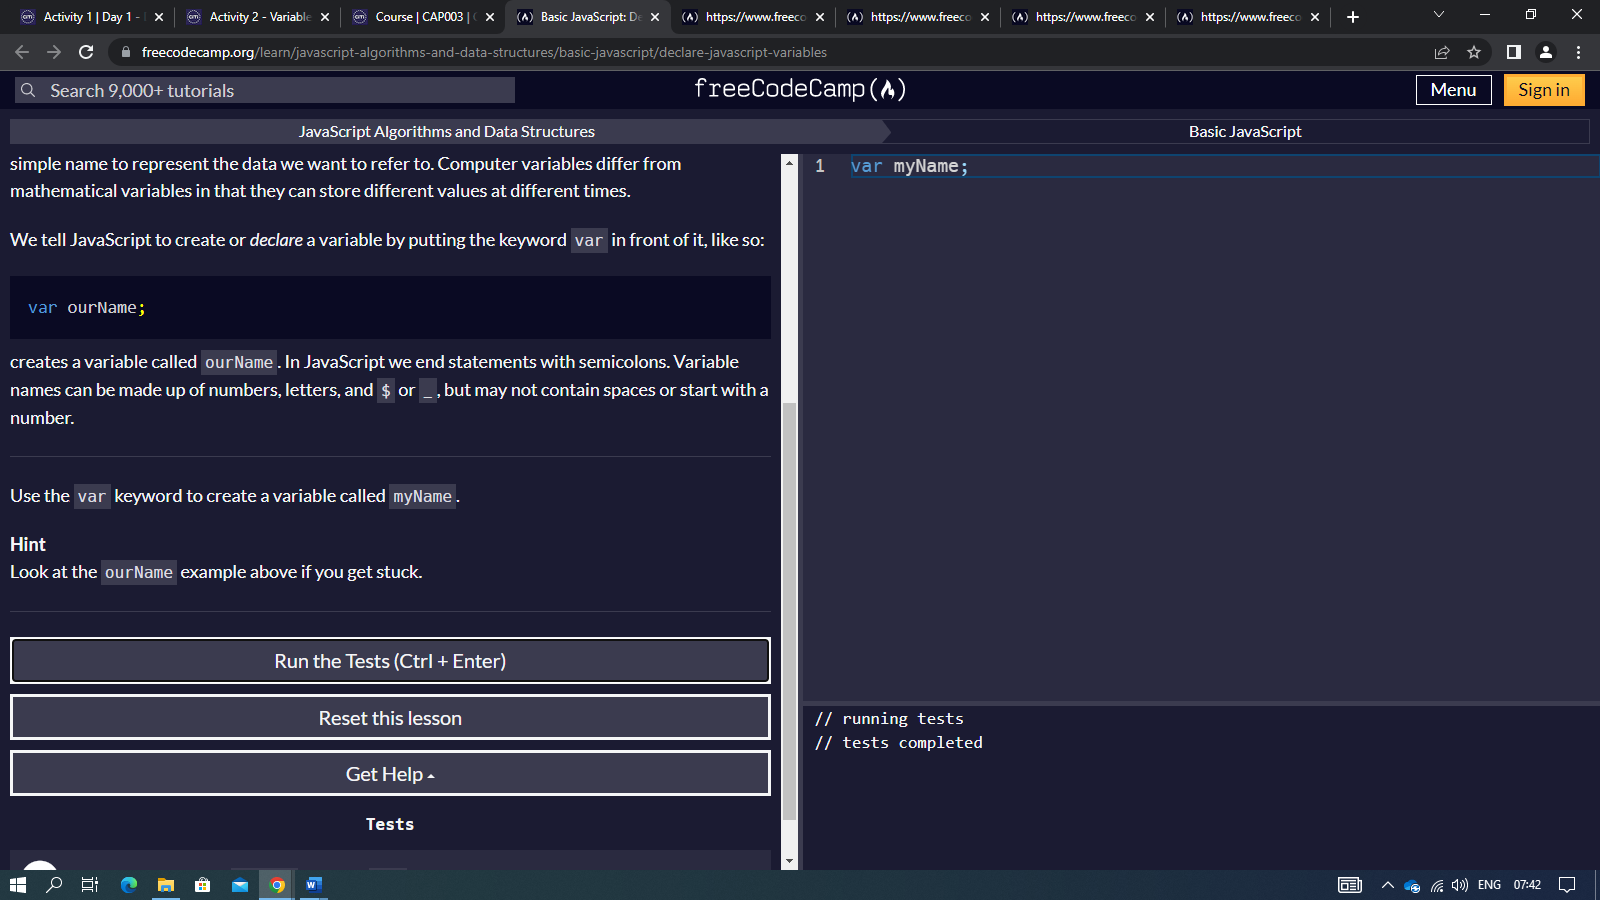 Activity 1 | Day 1 -
Activity 2 - Variable
Course | CAP003 |
Basic JavaScript: De
https://www.freeco
https://www.freeco
https://www.freeco
https://www.freeco
freecodecamp.org/learn/javascript-algorithms-and-data-structures/basic-javascript/declare-javascript-variables
Search 9,000+ tutorials
freeCodeCamp
Menu
Sign in
JavaScript Algorithms and Data Structures
Basic JavaScript
simple name to represent the data we want to refer to. Computer variables differ from
mathematical variables in that they can store different values at different times.
We tell JavaScript to create or declare a variable by putting the keyword var in front of it, like so:
var ourName;
creates a variable called ourName. In JavaScript we end statements with semicolons. Variable
names can be made up of numbers, letters, and $ or _, but may not contain spaces or start with a
number.
Use the var keyword to create a variable called myName.
Hint
Look at the ourName example above if you get stuck.
Run the Tests (Ctrl + Enter)
Reset this lesson
Get Help
Tests
1 var myName;
// running tests
// tests completed
ENG 07:42